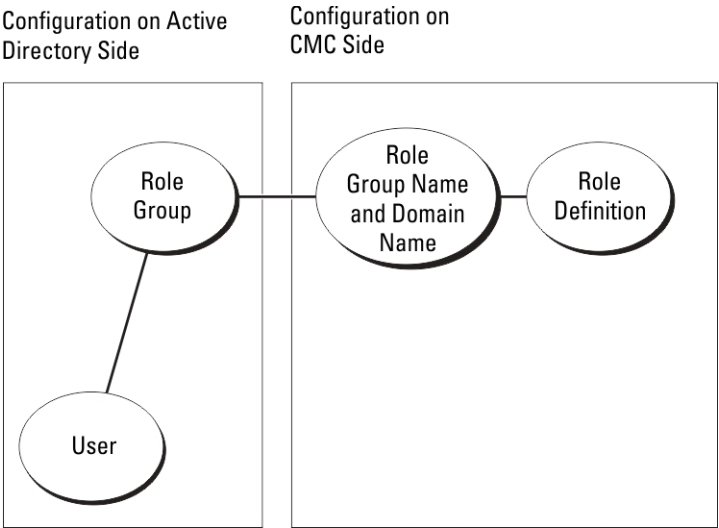 Configuration on Active
Directory Side
Configuration on
CMC Side
Role
Group
Role
Group Name
and Domain
Name
Role
Definition
User